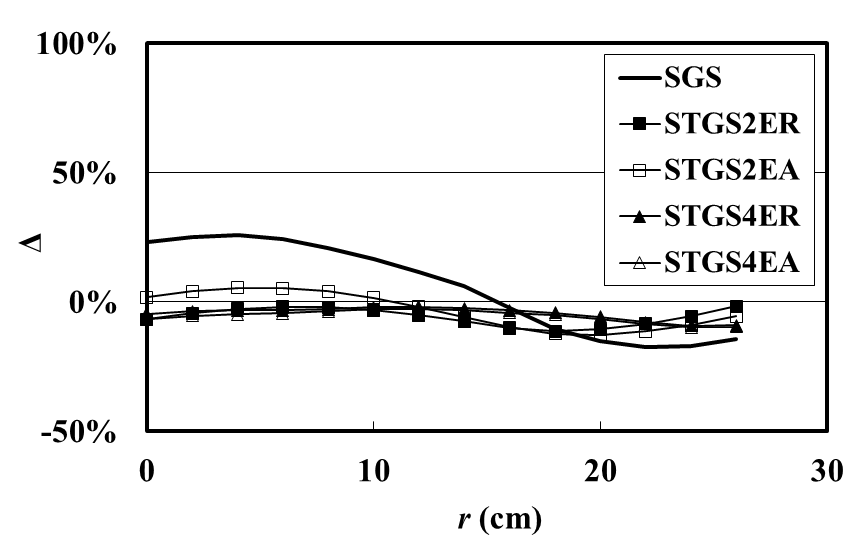 100%
50%
0%
-50%
Δ
0
10
20
30
r (cm)
SGS
STGS2ER
STGS2EA
STGS4ER
STGS4EA